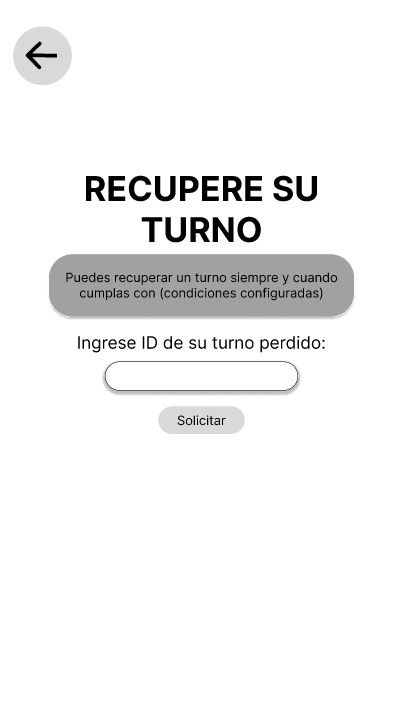 RECUPERE SU
TURNO
Puedes recuperar un turno siempre y cuando
cumplas con (condiciones configuradas)
Ingrese ID de su turno perdido:
Solicitar